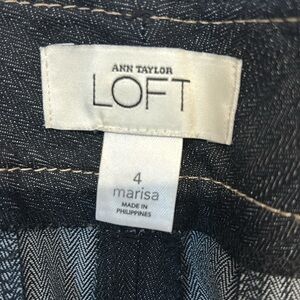 ANN TAYLOR
LOFT
4
marisa
MADE IN
PHILIPPINES